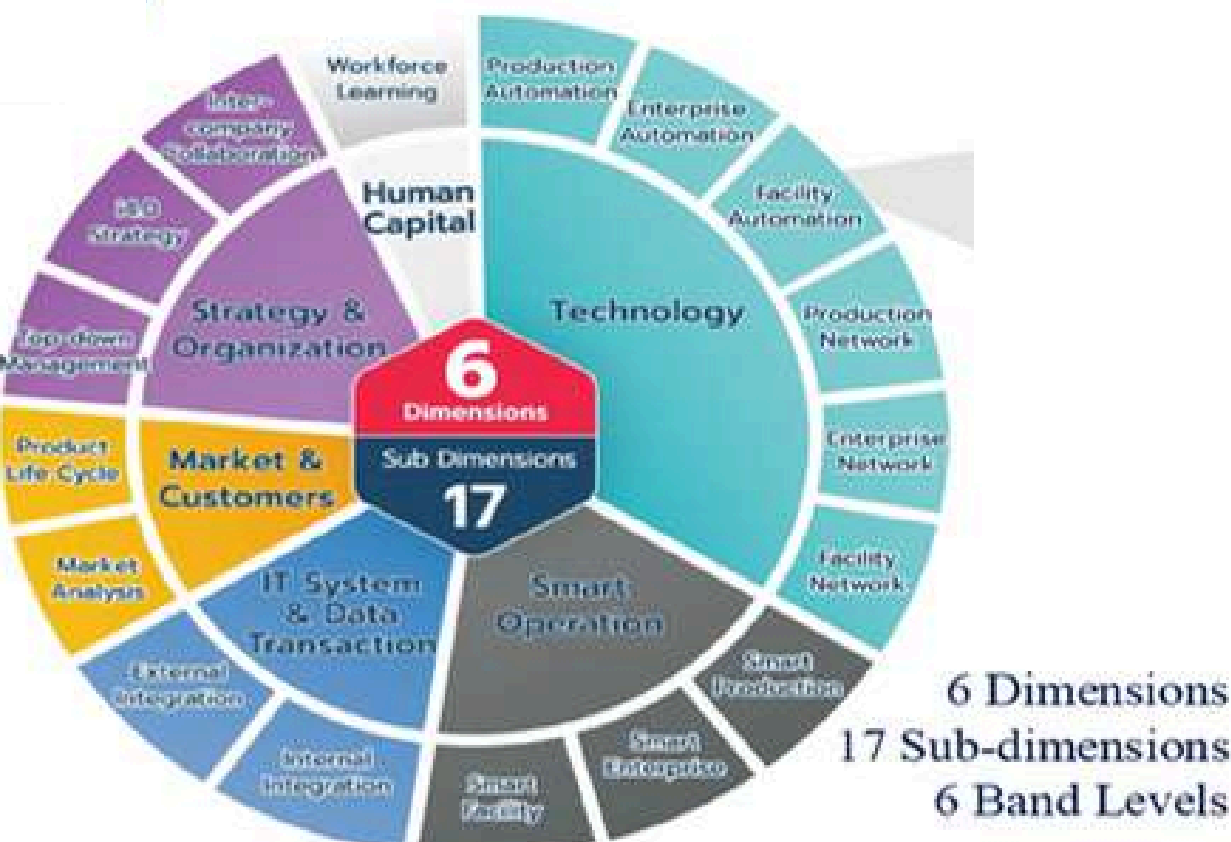 Workforce
Learning
Production
Automation
Enterprise
Automation
Facility
Automation
Production
Network
Enterprise
Network
Facility
Network
Smart
Production
Smart
Enterprise
Smart
Facility
Internal
Integration
External
Integration
Market
Analysis
Product
Life Cycle
Top-down
Management
Strategy
Inter-
company
Collaboration
Human
Capital
Technology
Smart
Operation
IT System
& Data
Transaction
Market &
Customers
Strategy &
Organization
6
Dimensions
Sub Dimensions
17
6 Dimensions
17 Sub-dimensions
6 Band Levels